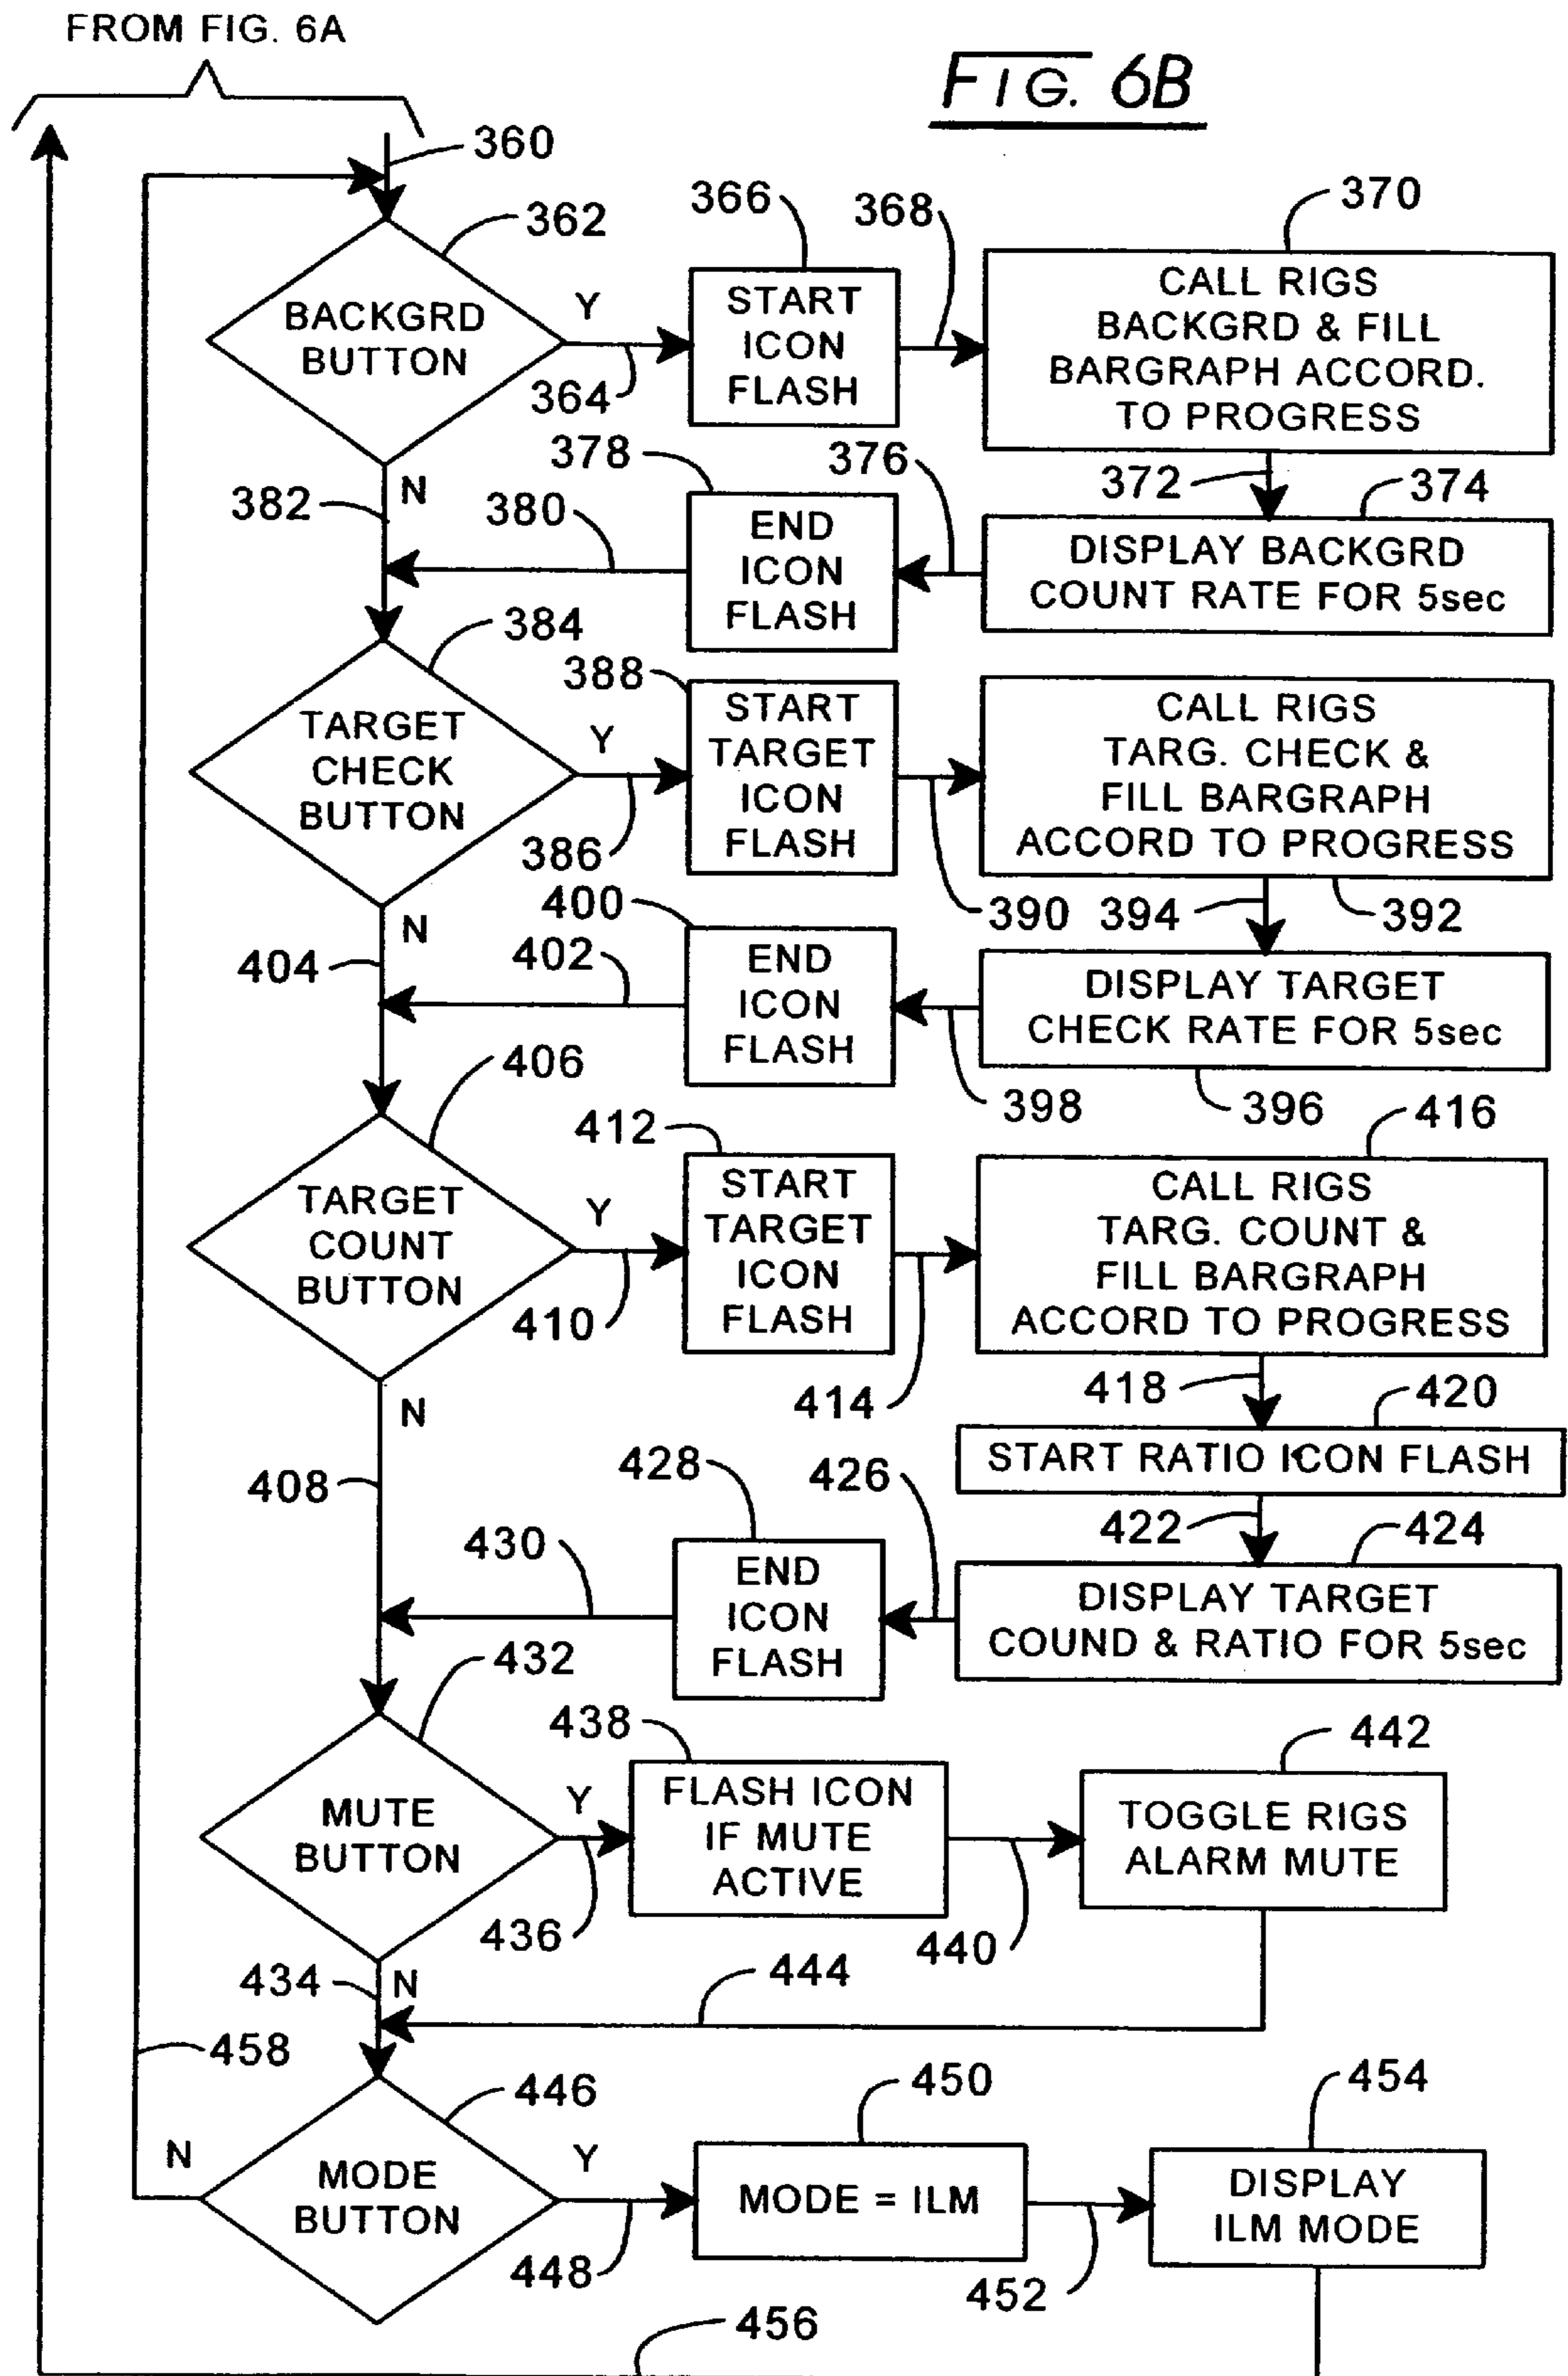 FROM FIG. 6A
FIG. 6B
360
362
366
368
370
BACKGRD
BUTTON
Y
364
START
ICON
FLASH
CALL RIGS
BACKGRD & FILL
BARGRAPH ACCORD.
TO PROGRESS
N
382
380
378
376
372
374
END
ICON
FLASH
DISPLAY BACKGRD
COUNT RATE FOR 5sec
384
388
TARGET
CHECK
BUTTON
Y
386
START
TARGET
ICON
FLASH
CALL RIGS
TARG. CHECK &
FILL BARGRAPH
ACCORD TO PROGRESS
390
394
392
N
404
400
402
END
ICON
FLASH
DISPLAY TARGET
CHECK RATE FOR 5sec
398
396
406
412
416
TARGET
COUNT
BUTTON
Y
410
START
TARGET
ICON
FLASH
414
CALL RIGS
TARG. COUNT &
FILL BARGRAPH
ACCORD TO PROGRESS
418
420
START RATIO ICON FLASH
N
408
430
428
426
422
424
END
ICON
FLASH
DISPLAY TARGET
COUND & RATIO FOR 5sec
432
438
442
MUTE
BUTTON
Y
436
FLASH ICON
IF MUTE
ACTIVE
440
TOGGLE RIGS
ALARM MUTE
434
N
444
458
446
450
454
N
MODE
BUTTON
Y
448
MODE = ILM
452
DISPLAY
ILM MODE
456